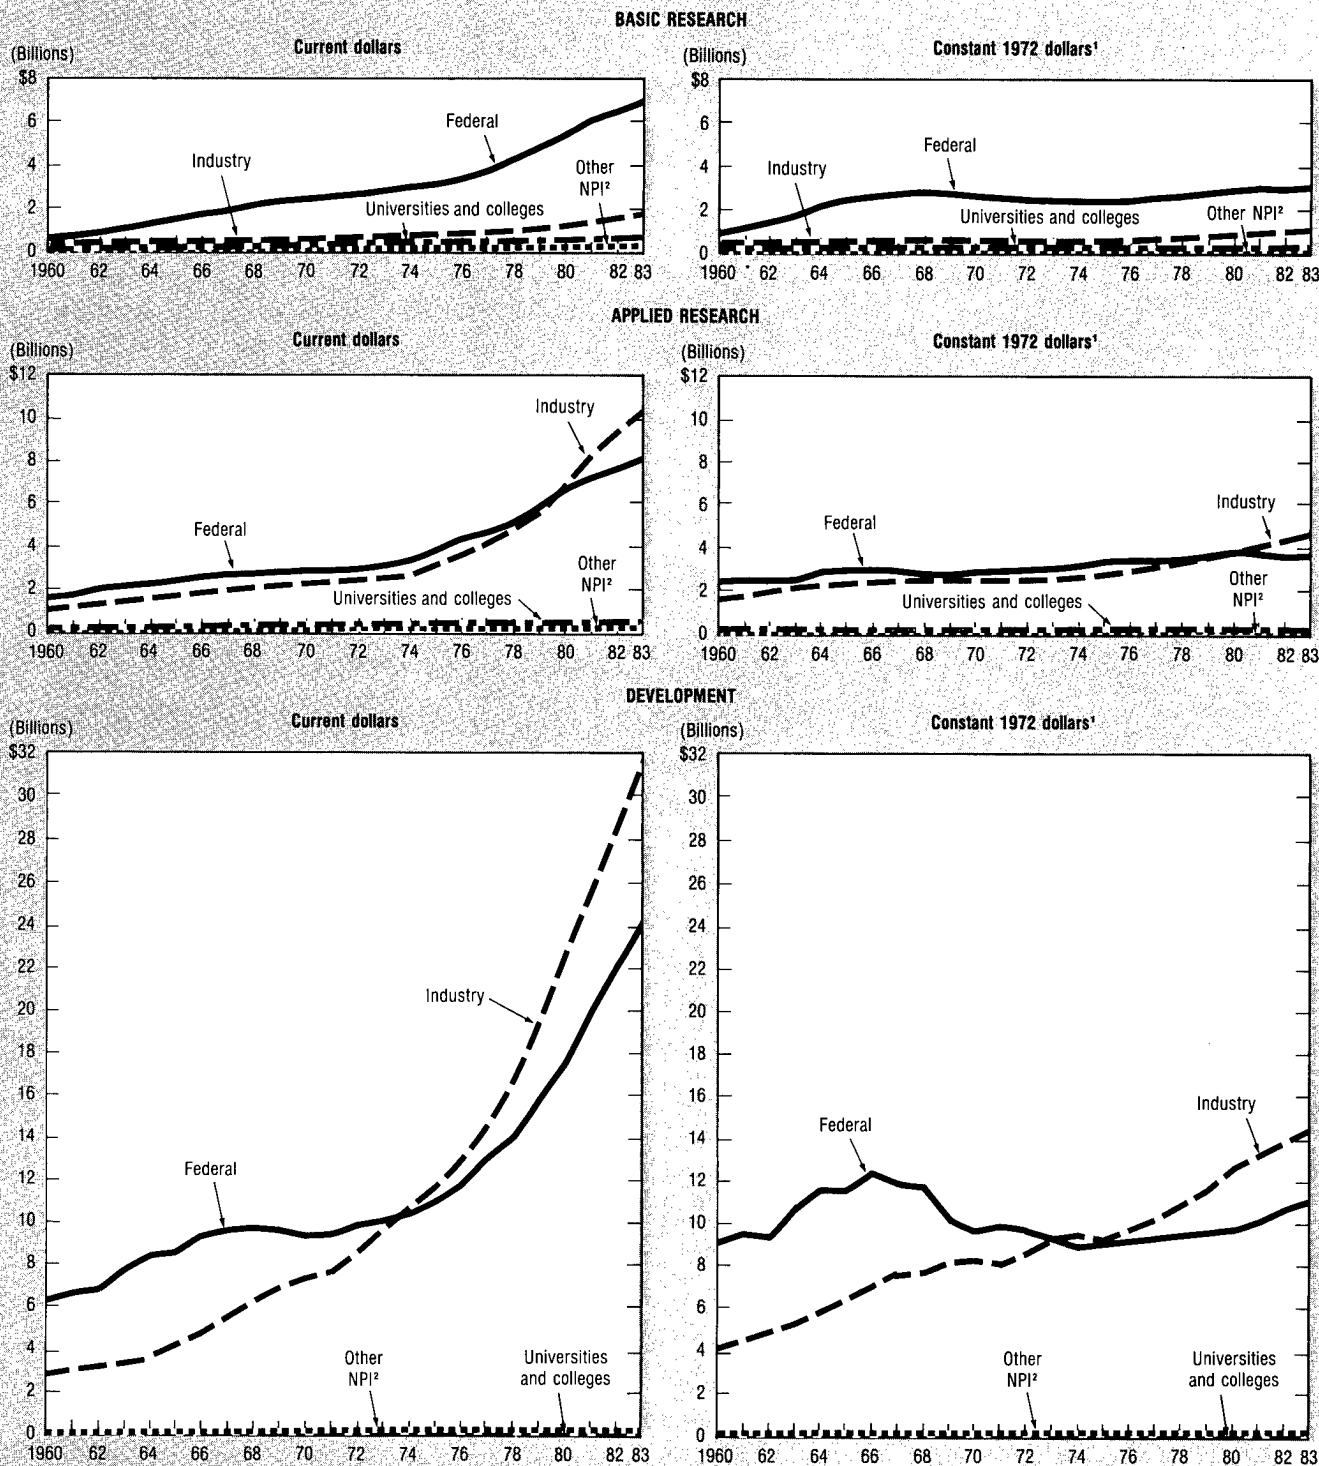 BASIC RESEARCH
Current dollars
Constant 1972 dollars¹
(Billions)
(Billions)
$8
6
4
2
0
Federal
Industry
Other
NPI²
Universities and colleges
1960 62 64 66 68 70 72 74 76 78 80 82 83
$8
6
4
2
0
Federal
Industry
Universities and colleges
Other NPI²
1960 62 64 66 68 70 72 74 76 78 80 82 83
APPLIED RESEARCH
Current dollars
Constant 1972 dollars¹
(Billions)
(Billions)
$12
10
8
6
4
2
0
Industry
Federal
Other
NPI²
Universities and colleges
1960 62 64 66 68 70 72 74 76 78 80 82 83
$12
10
8
6
4
2
0
Industry
Federal
Other
NPI²
Universities and colleges
1960 62 64 66 68 70 72 74 76 78 80 82 83
DEVELOPMENT
Current dollars
Constant 1972 dollars¹
(Billions)
(Billions)
$32
30
28
26
24
22
20
18
16
14
12
10
8
6
4
2
0
Industry
Federal
Other
NPI²
Universities
and colleges
1960 62 64 66 68 70 72 74 76 78 80 82 83
$32
30
28
26
24
22
20
18
16
14
12
10
8
6
4
2
0
Industry
Federal
Other
NPI²
Universities
and colleges
1960 62 64 66 68 70 72 74 76 78 80 82 83